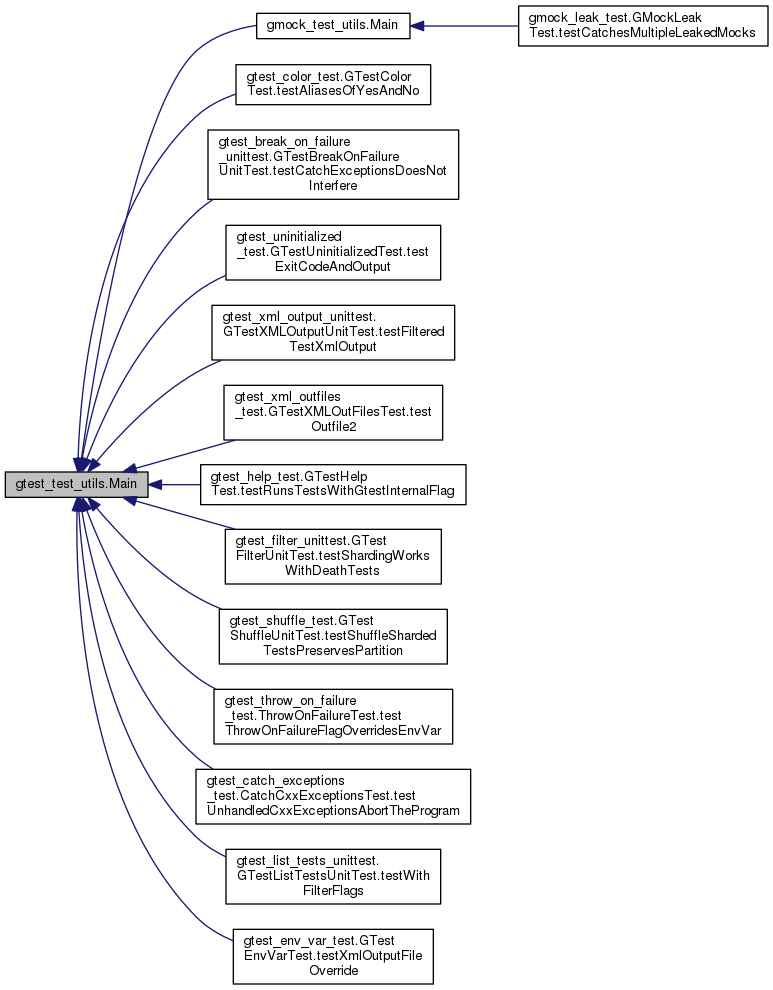 gmock_test_utils.Main
gmock_leak_test.GMockLeak
Test.testCatchesMultipleLeakedMocks
gtest_color_test.GTestColor
Test.testAliasesOfYesAndNo
gtest_break_on_failure
_unittest.GTestBreakOnFailure
UnitTest.testCatchExceptionsDoesNot
Interfere
gtest_uninitialized
_test.GTestUninitializedTest.test
ExitCodeAndOutput
gtest_xml_output_unittest.
GTestXMLOutputUnitTest.testFiltered
TestXmlOutput
gtest_xml_outfiles
_test.GTestXMLOutFilesTest.test
Outfile2
gtest_test_utils.Main
gtest_help_test.GTestHelp
Test.testRunsTestsWithGtestInternalFlag
gtest_filter_unittest.GTest
FilterUnitTest.testShardingWorks
WithDeathTests
gtest_shuffle_test.GTest
ShuffleUnitTest.testShuffleSharded
TestsPreservesPartition
gtest_throw_on_failure
_test.ThrowOnFailureTest.test
ThrowOnFailureFlagOverridesEnvVar
gtest_catch_exceptions
_test.CatchCxxExceptionsTest.test
UnhandledCxxExceptionsAbortTheProgram
gtest_list_tests_unittest.
GTestListTestsUnitTest.testWith
FilterFlags
gtest_env_var_test.GTest
EnvVarTest.testXmlOutputFile
Override